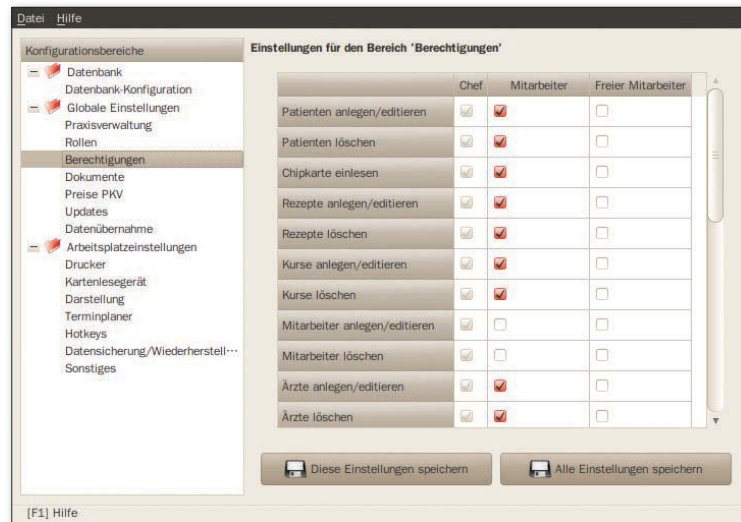 Datei Hilfe
Konfigurationsbereiche
Datenbank
Datenbank-Konfiguration
Globale Einstellungen
Praxisverwaltung
Rollen
Berechtigungen
Dokumente
Preise PKV
Updates
Datenübernahme
Arbeitsplatzeinstellungen
Drucker
Kartenlesegerät
Darstellung
Terminplaner
Hotkeys
Datensicherung/Wiederherstell···
Sonstiges
Einstellungen für den Bereich 'Berechtigungen'
Chef Mitarbeiter Freier Mitarbeiter
Patienten anlegen/editieren
Patienten löschen
Chipkarte einlesen
Rezepte anlegen/editieren
Rezepte löschen
Kurse anlegen/editieren
Kurse löschen
Mitarbeiter anlegen/editieren
Mitarbeiter löschen
Ärzte anlegen/editieren
Ärzte löschen
Diese Einstellungen speichern
Alle Einstellungen speichern
[F1] Hilfe